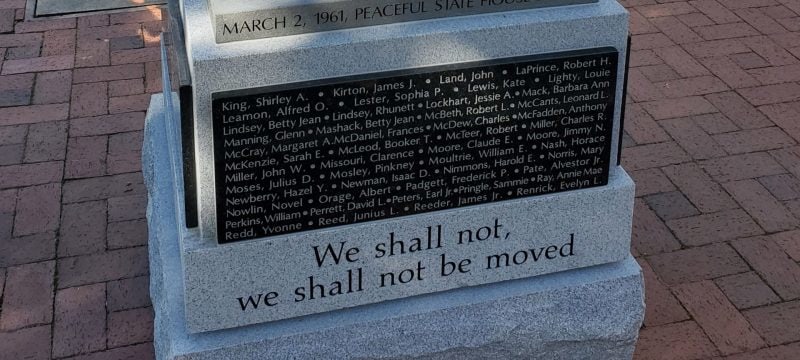 MARCH 2, 1961, PEACEFUL STATE HOUSE
King, Shirley A. • Kirton, James J. • Land, John • LaPrince, Robert H.
Leamon, Alfred O. • Lester, Sophia P. • Lewis, Kate • Lighty, Louie
Lindsey, Betty Jean • Lindsey, Rhunett • Lockhart, Jessie A. • Mack, Barbara Ann
Manning, Glenn • Mashack, Betty Jean • McBeth, Robert L. • McCants, Leonard L.
McCray, Margaret A. McDaniel, Frances • McDew, Charles • McFadden, Anthony
McKenzie, Sarah E. • McLeod, Booker T. • McTeer, Robert • Miller, Charles R.
Miller, John W. • Missouri, Clarence • Moore, Claude E. • Moore, Jimmy N.
Moses, Julius D. • Mosley, Pinkney • Moultrie, William E. • Nash, Horace
Newberry, Hazel Y. • Newman, Isaac D. • Nimmons, Harold E. • Norris, Mary
Nowlin, Novel • Orage, Albert • Padgett, Frederick P. • Pate, Alvestor Jr.
Perkins, William • Perrett, David L. • Peters, Earl Jr • Pringle, Sammie • Ray, Annie Mae
Redd, Yvonne • Reed, Junius L. • Reeder, James Jr. • Renrick, Evelyn L.
We shall not,
we shall not be moved